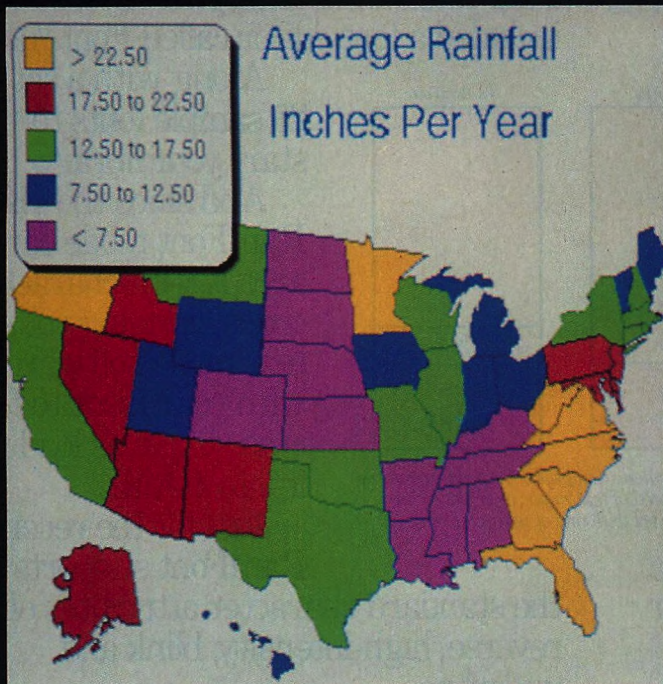 Average Rainfall
Inches Per Year
> 22.50
17.50 to 22.50
12.50 to 17.50
7.50 to 12.50
< 7.50